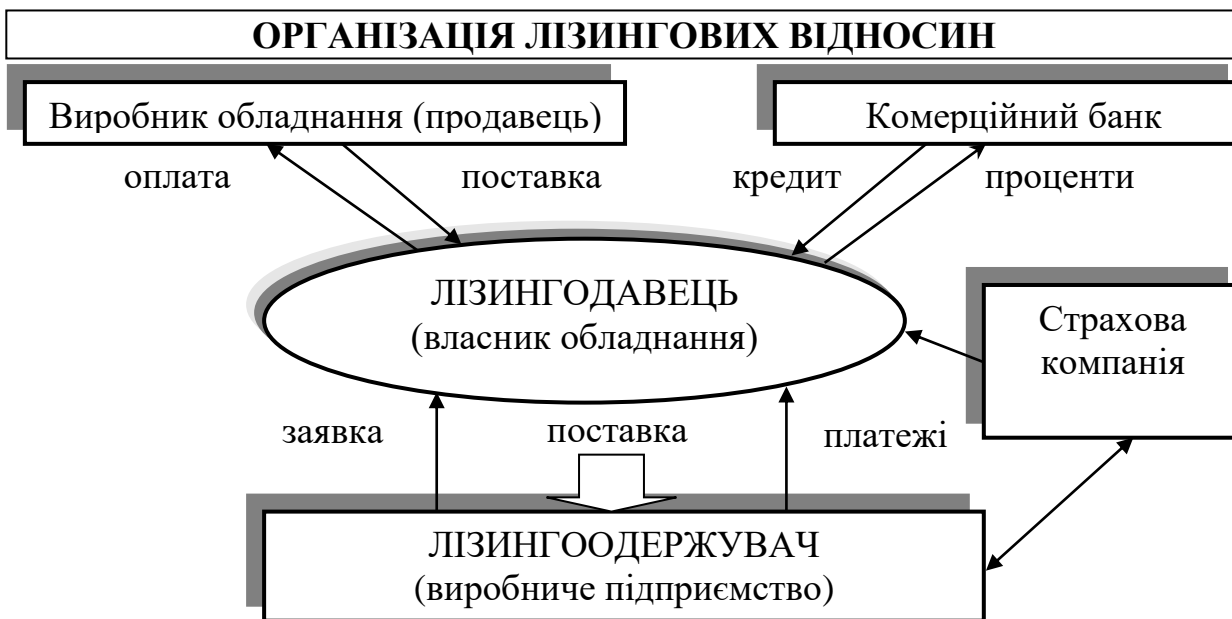 ОРГАНІЗАЦІЯ ЛІЗИНГОВИХ ВІДНОСИН
Виробник обладнання (продавець)
Комерційний банк
оплата
поставка
кредит
проценти
ЛІЗИНГОДАВЕЦЬ
(власник обладнання)
Страхова
компанія
заявка
поставка
платежі
ЛІЗИНГООДЕРЖУВАЧ
(виробниче підприємство)